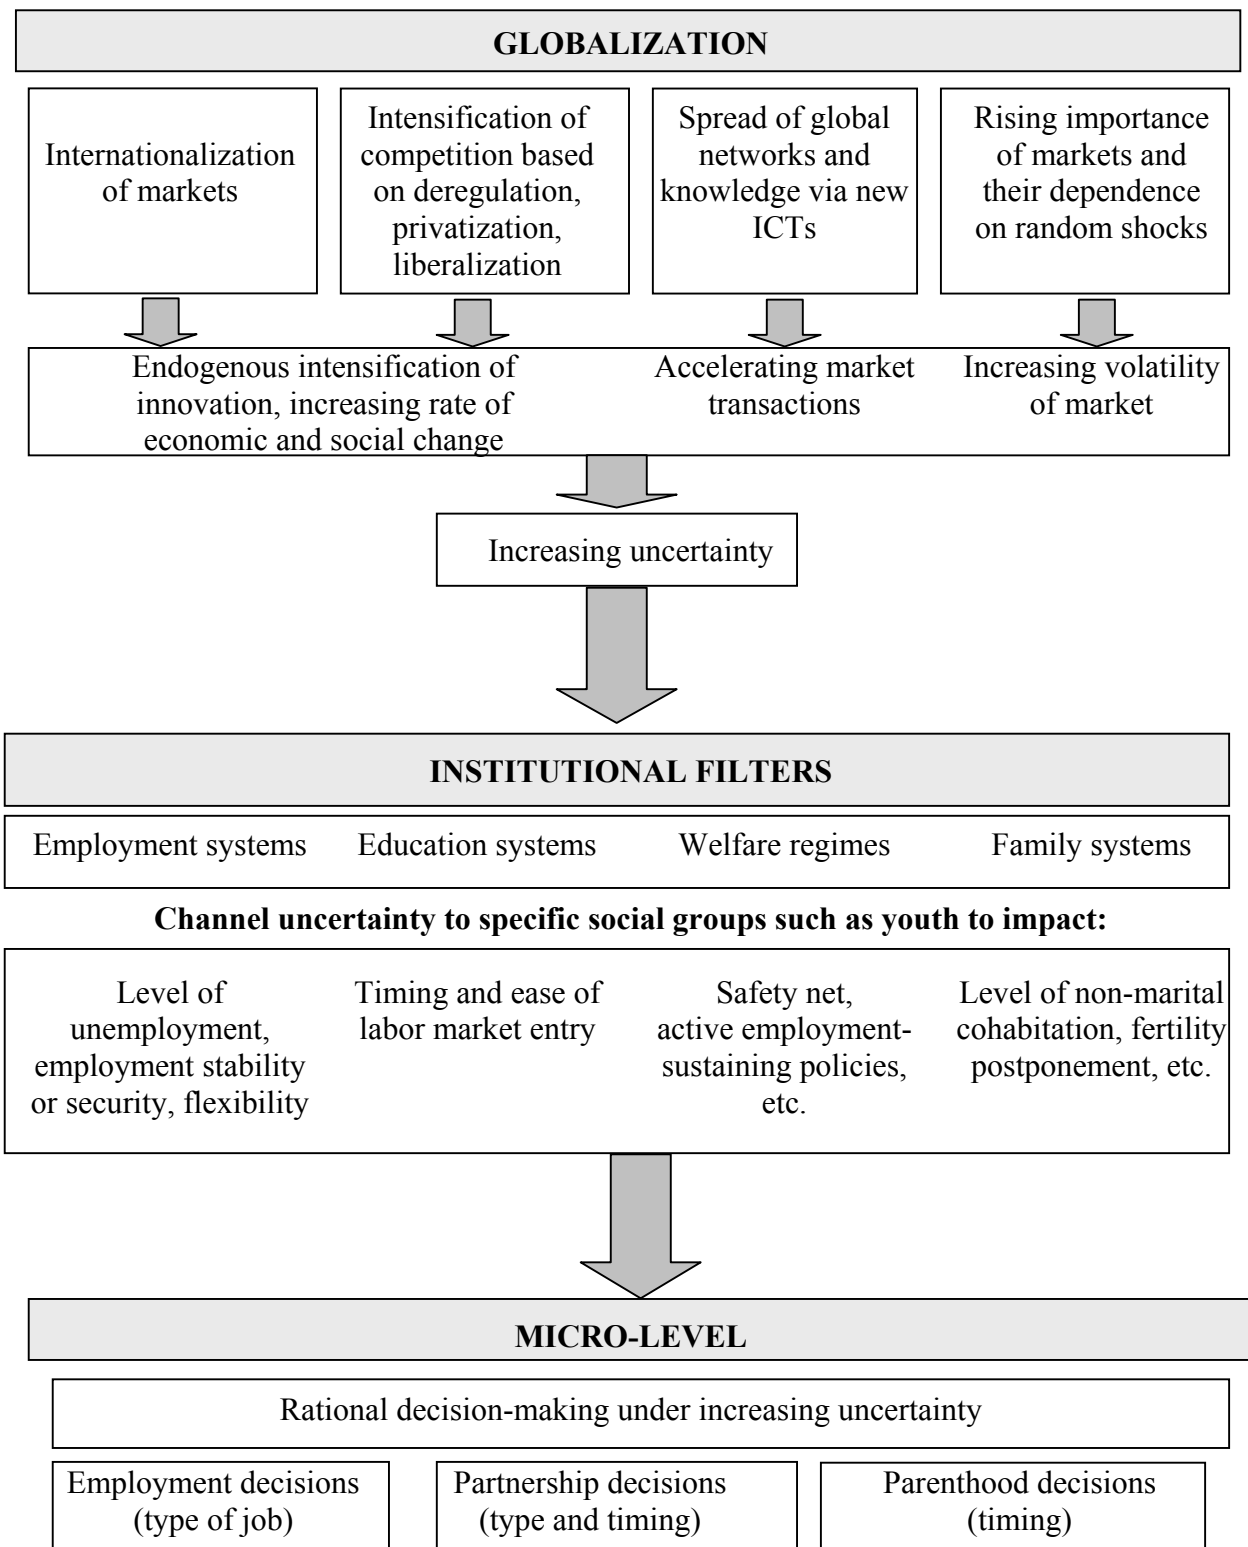 GLOBALIZATION
Internationalization
of markets
Intensification of
competition based
on deregulation,
privatization,
liberalization
Spread of global
networks and
knowledge via new
ICTs
Rising importance
of markets and
their dependence
on random shocks
Endogenous intensification of
innovation, increasing rate of
economic and social change
Accelerating market
transactions
Increasing volatility
of market
Increasing uncertainty
INSTITUTIONAL FILTERS
Employment systems
Education systems
Welfare regimes
Family systems
Channel uncertainty to specific social groups such as youth to impact:
Level of
unemployment,
employment stability
or security, flexibility
Timing and ease of
labor market entry
Safety net,
active employment-
sustaining policies,
etc.
Level of non-marital
cohabitation, fertility
postponement, etc.
MICRO-LEVEL
Rational decision-making under increasing uncertainty
Employment decisions
(type of job)
Partnership decisions
(type and timing)
Parenthood decisions
(timing)